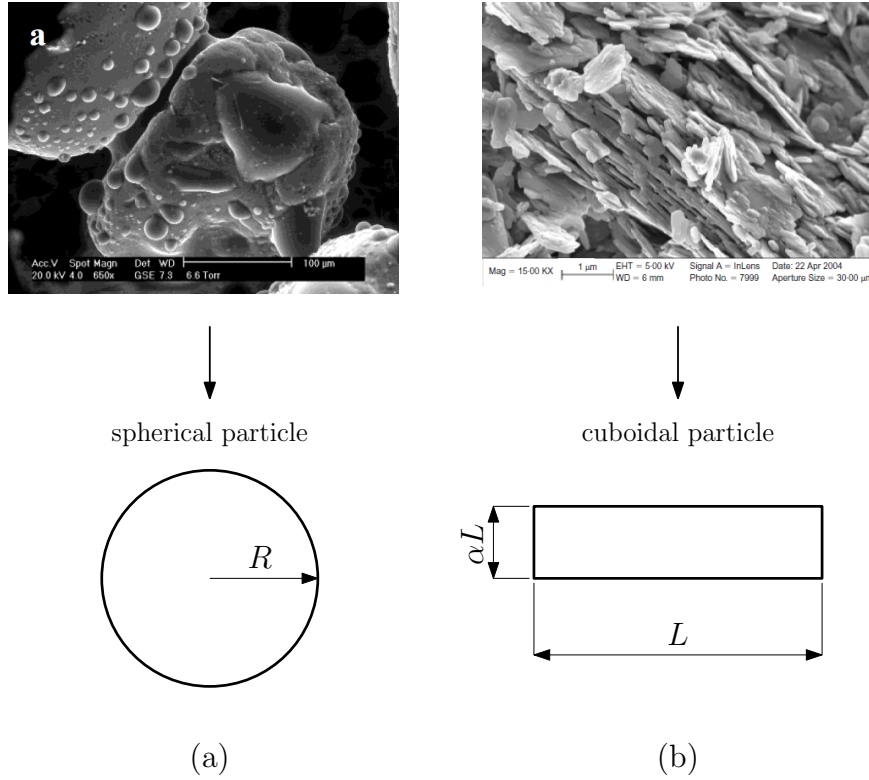 a
Acc.V Spot Magn Det WD 100 µm
20.0 kV 4.0 650x GSE 7.3 6.6 Torr
Mag = 15·00 KX 1 µm EHT = 5·00 kV Signal A = InLens Date: 22 Apr 2004
WD = 6 mm Photo No. = 7999 Aperture Size = 30·00 µm
spherical particle
cuboidal particle
R
αL
L
(a)
(b)